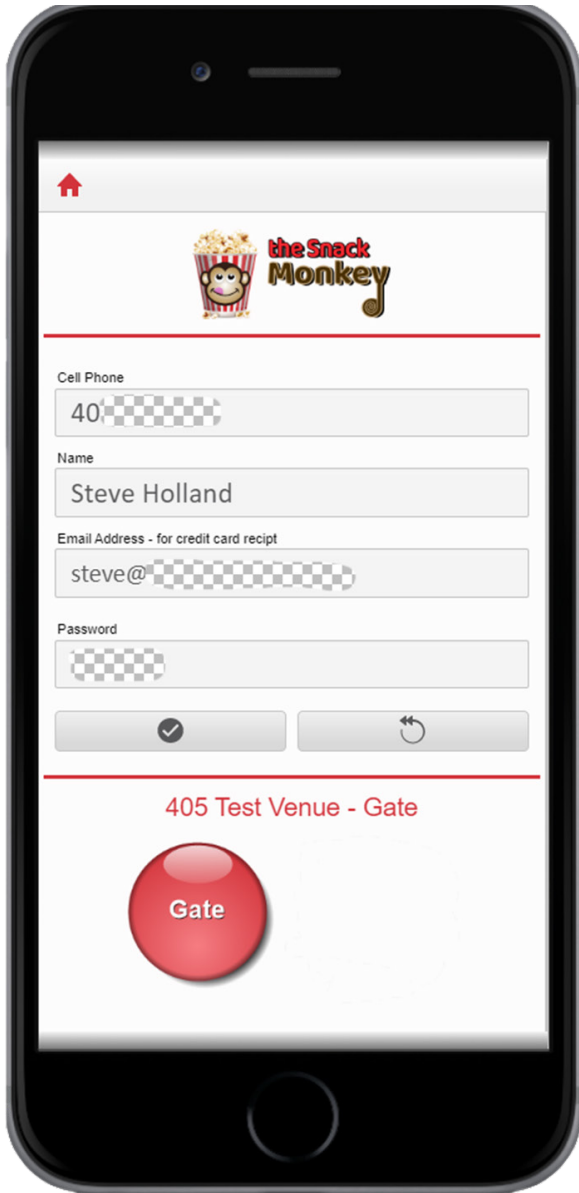 the Snack
Monkey
Cell Phone
40
Name
Steve Holland
Email Address - for credit card recipt
steve@
Password
405 Test Venue - Gate
Gate